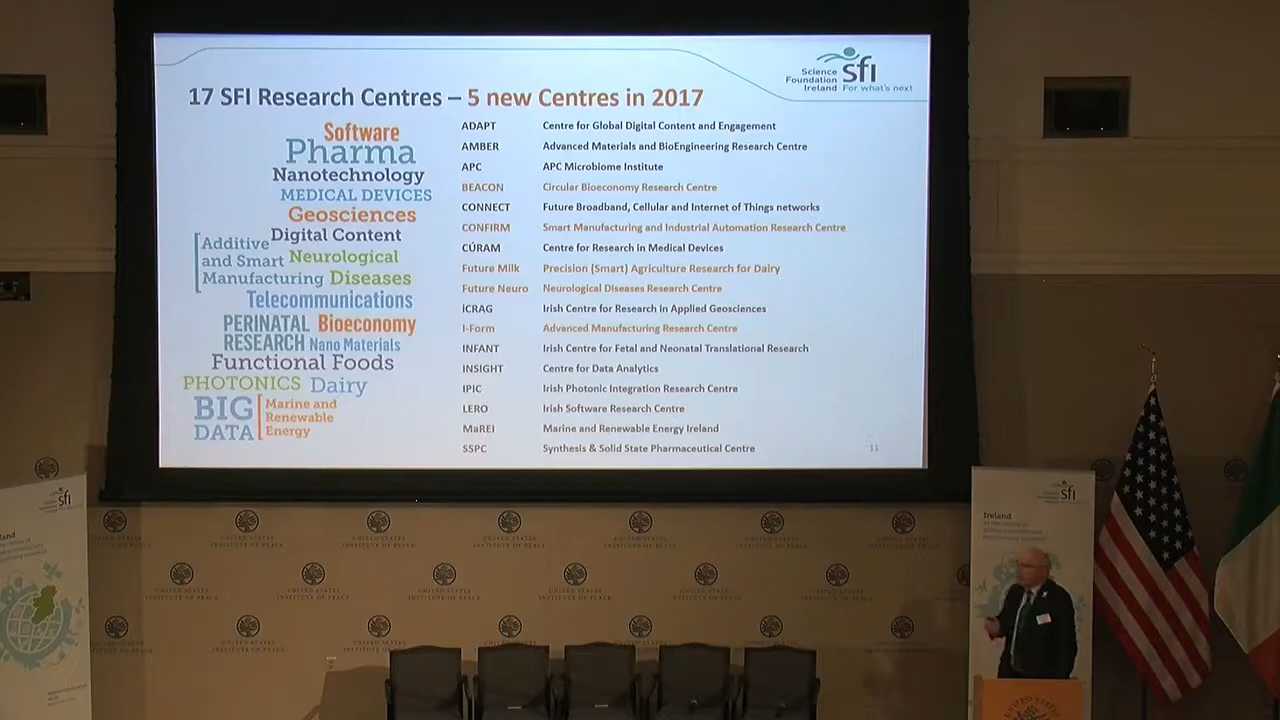 Science
Foundation
Ireland
sfi
For what's next
17 SFI Research Centres – 5 new Centres in 2017
Software
Pharma
Nanotechnology
MEDICAL DEVICES
Geosciences
Digital Content
Additive
and Smart
Manufacturing
Neurological
Diseases
Telecommunications
PERINATAL
RESEARCH
Bioeconomy
Nano Materials
Functional Foods
PHOTONICS
Dairy
BIG
DATA
Marine and
Renewable
Energy
ADAPT Centre for Global Digital Content and Engagement
AMBER Advanced Materials and BioEngineering Research Centre
APC APC Microbiome Institute
BEACON Circular Bioeconomy Research Centre
CONNECT Future Broadband, Cellular and Internet of Things networks
CONFIRM Smart Manufacturing and Industrial Automation Research Centre
CÚRAM Centre for Research in Medical Devices
Future Milk Precision (Smart) Agriculture Research for Dairy
Future Neuro Neurological Diseases Research Centre
iCRAG Irish Centre for Research in Applied Geosciences
I-Form Advanced Manufacturing Research Centre
INFANT Irish Centre for Fetal and Neonatal Translational Research
INSIGHT Centre for Data Analytics
IPIC Irish Photonic Integration Research Centre
LERO Irish Software Research Centre
MaREI Marine and Renewable Energy Ireland
SSPC Synthesis & Solid State Pharmaceutical Centre
11
sfi
sfi
Ireland
UNITED STATES
INSTITUTE OF PEACE